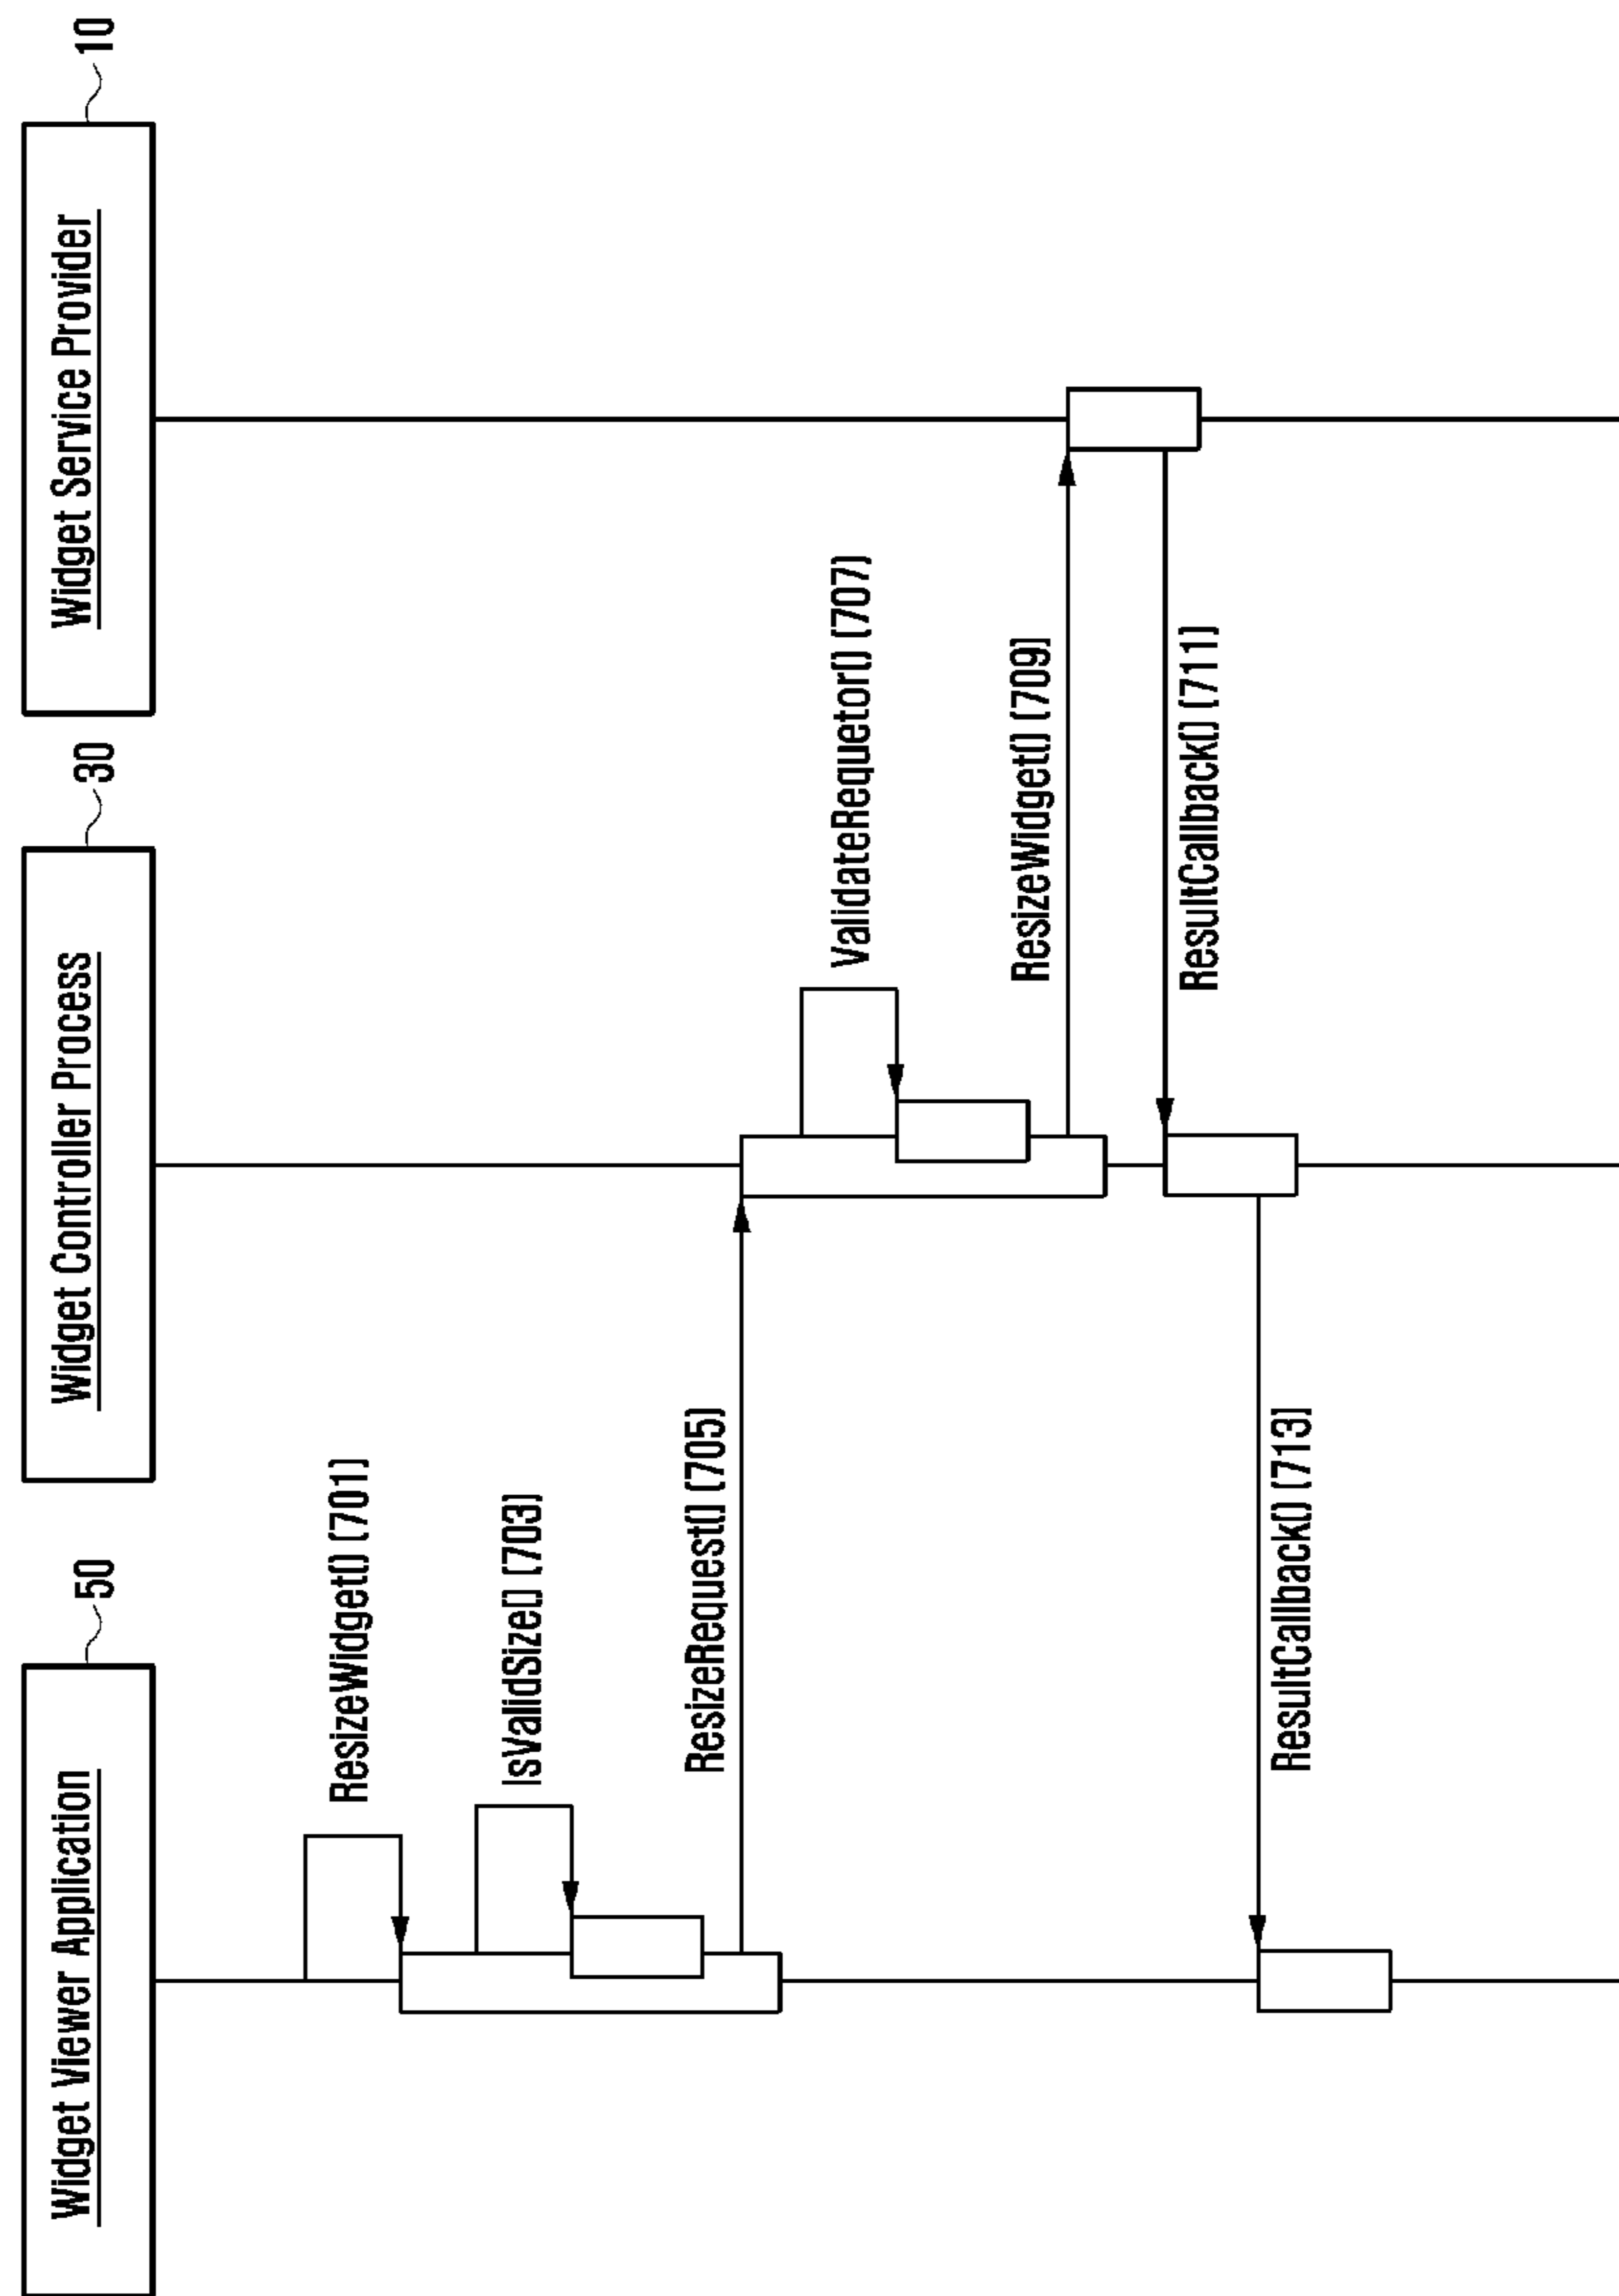 Widget Viewer Application
50
Widget Controller Process
30
Widget Service Provider
10
ResizeWidget() (701)
IsValidSize() (703)
ResizeRequest() (705)
ValidateRequetor() (707)
ResizeWidget() (709)
ResultCallback() (711)
ResultCallback() (713)